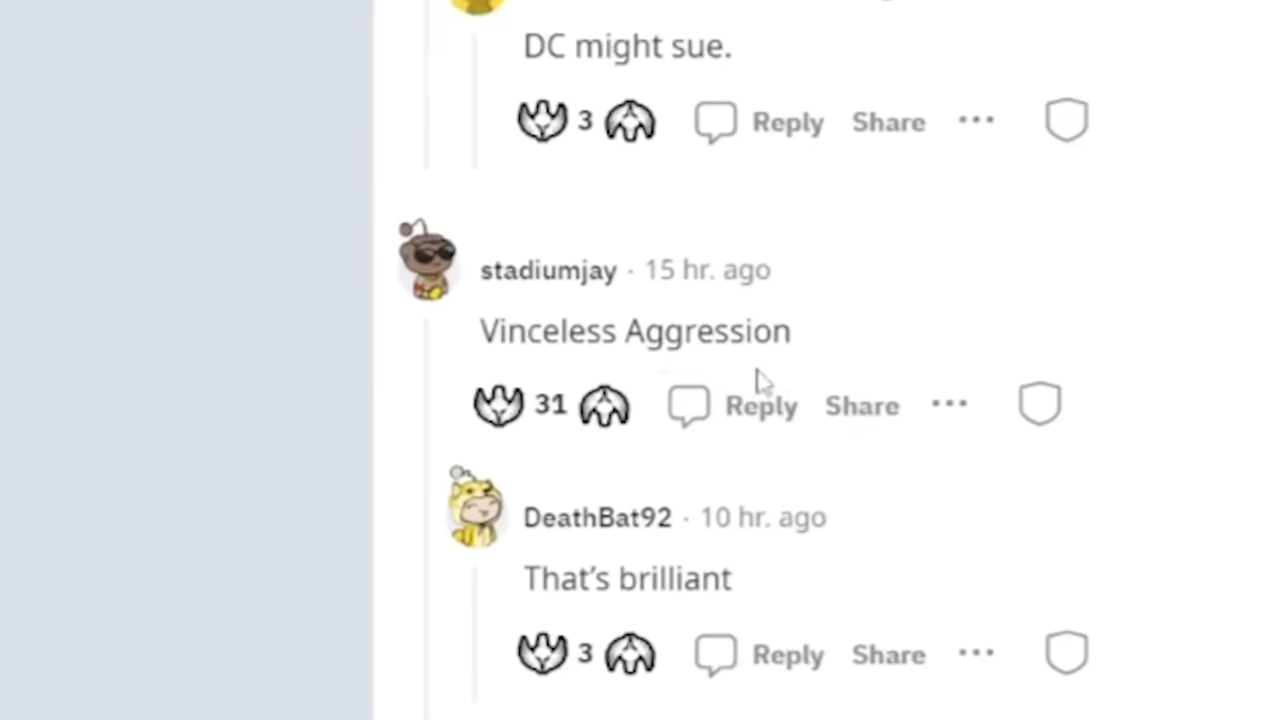 DC might sue.
3 Reply Share ...
stadiumjay · 15 hr. ago
Vinceless Aggression
31 Reply Share ...
DeathBat92 · 10 hr. ago
That's brilliant
3 Reply Share ...